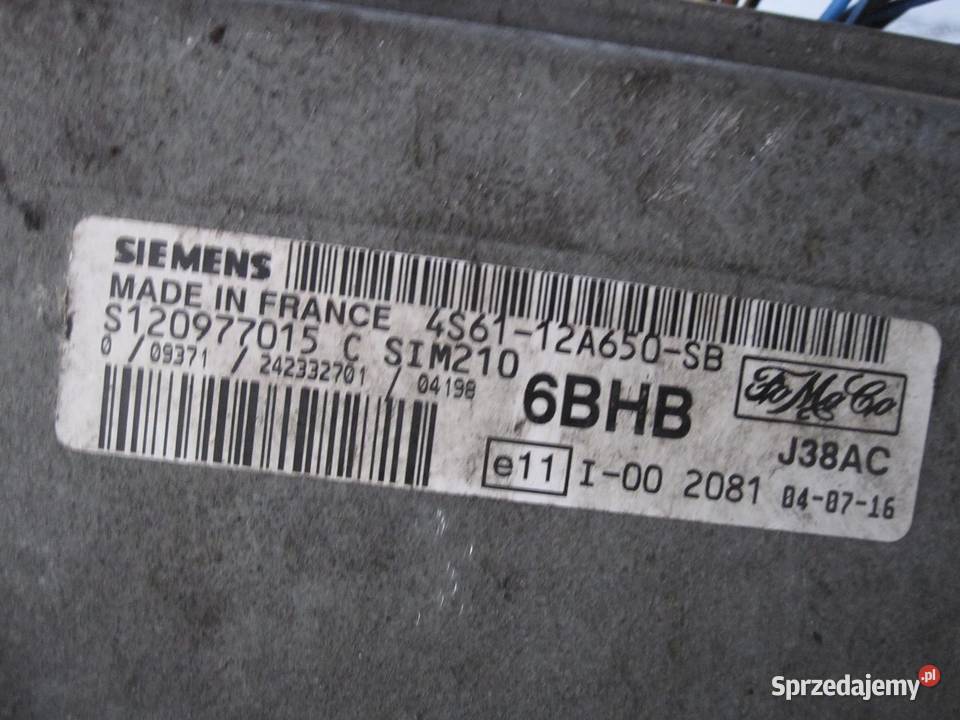 SIEMENS
MADE IN FRANCE 4S61-12A650-SB
S120977015 C SIM210
0 / 09371 / 242332701 / 04198
6BHB
FoMoCo
J38AC
e11 I-00 2081 04-07-16
Sprzedajemy.pl